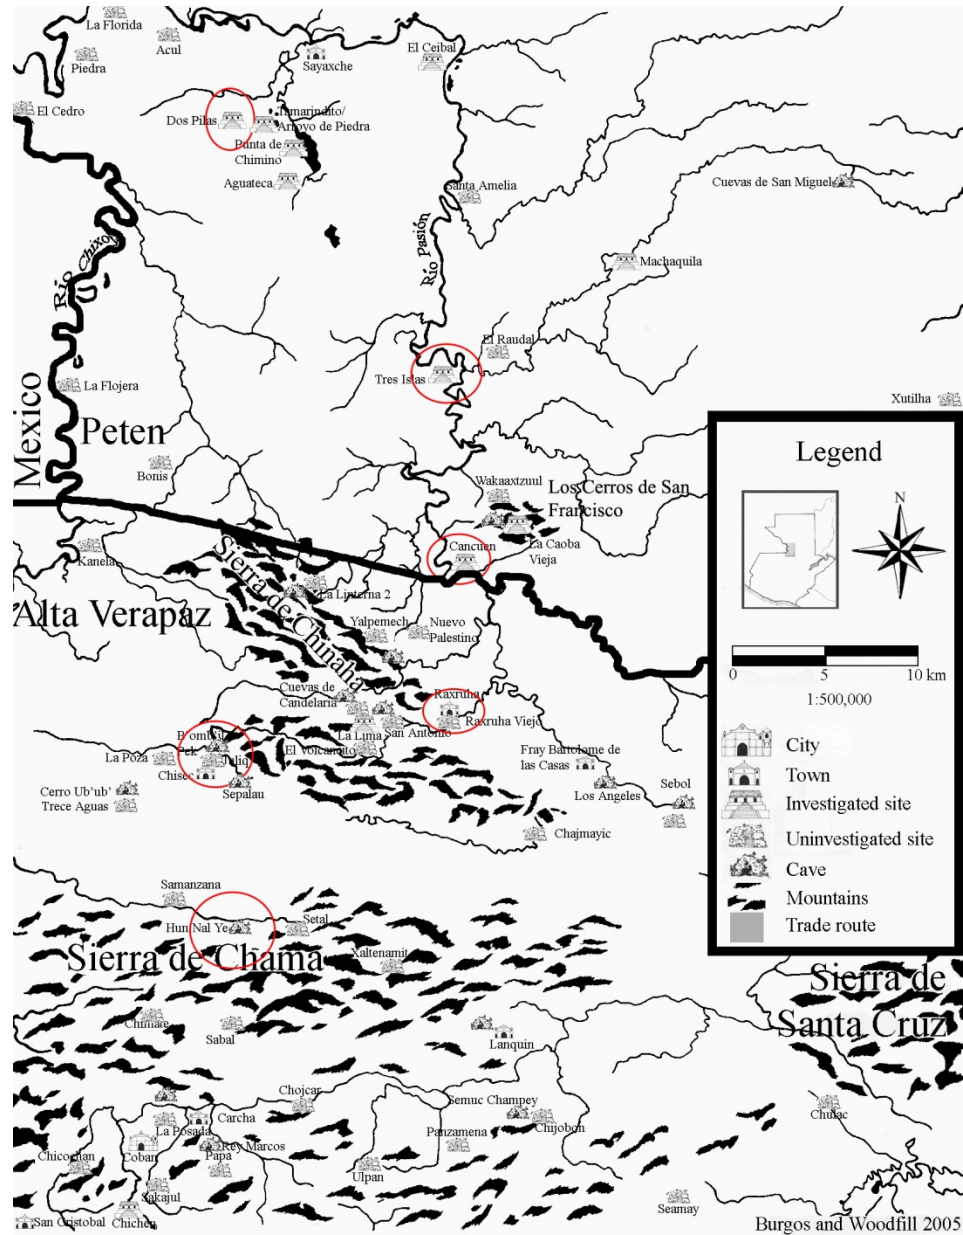 La Florida
Acul
Piedra
Sayaxche
El Ceibal
El Cedro
Dos Pilas
Tamarindito/
Arroyo de Piedra
Punta de
Chimino
Aguateca
Santa Amelia
Cuevas de San Miguel
Río Pasión
Río Chixoy
Machaquila
El Raudal
Tres Islas
La Flojera
Xutilha
Mexico
Peten
Bonis
Wakaaxtzuul
Los Cerros de San
Francisco
Cancuen
La Caoba
Vieja
Kanela
Sierra de Chinaha
La Linterna 2
Alta Verapaz
Yalpemech
Nuevo
Palestino
Cuevas de
Candelaria
Raxruha
Raxruha Viejo
La Lima
San Antonio
El Volcancito
Pek
La Poza
Chisec
Sepalau
Fray Bartolome de
las Casas
Cerro Ub'ub'
Trece Aguas
Los Angeles
Sebol
Chajmayic
Samanzana
Hun Nal Ye
Setal
Sierra de Chama
Xaltenamit
Sierra de
Santa Cruz
Sabal
Lanquin
Chojcar
Semuc Champey
Carcha
La Posada
Chulac
Chijobon
Panzamena
Coban
Rey Marcos
Papa
Chicochan
Ulpan
Sakajul
Seamay
San Cristobal
Chichen
Legend
N
0
5
10 km
1:500,000
City
Town
Investigated site
Uninvestigated site
Cave
Mountains
Trade route
Burgos and Woodfill 2005